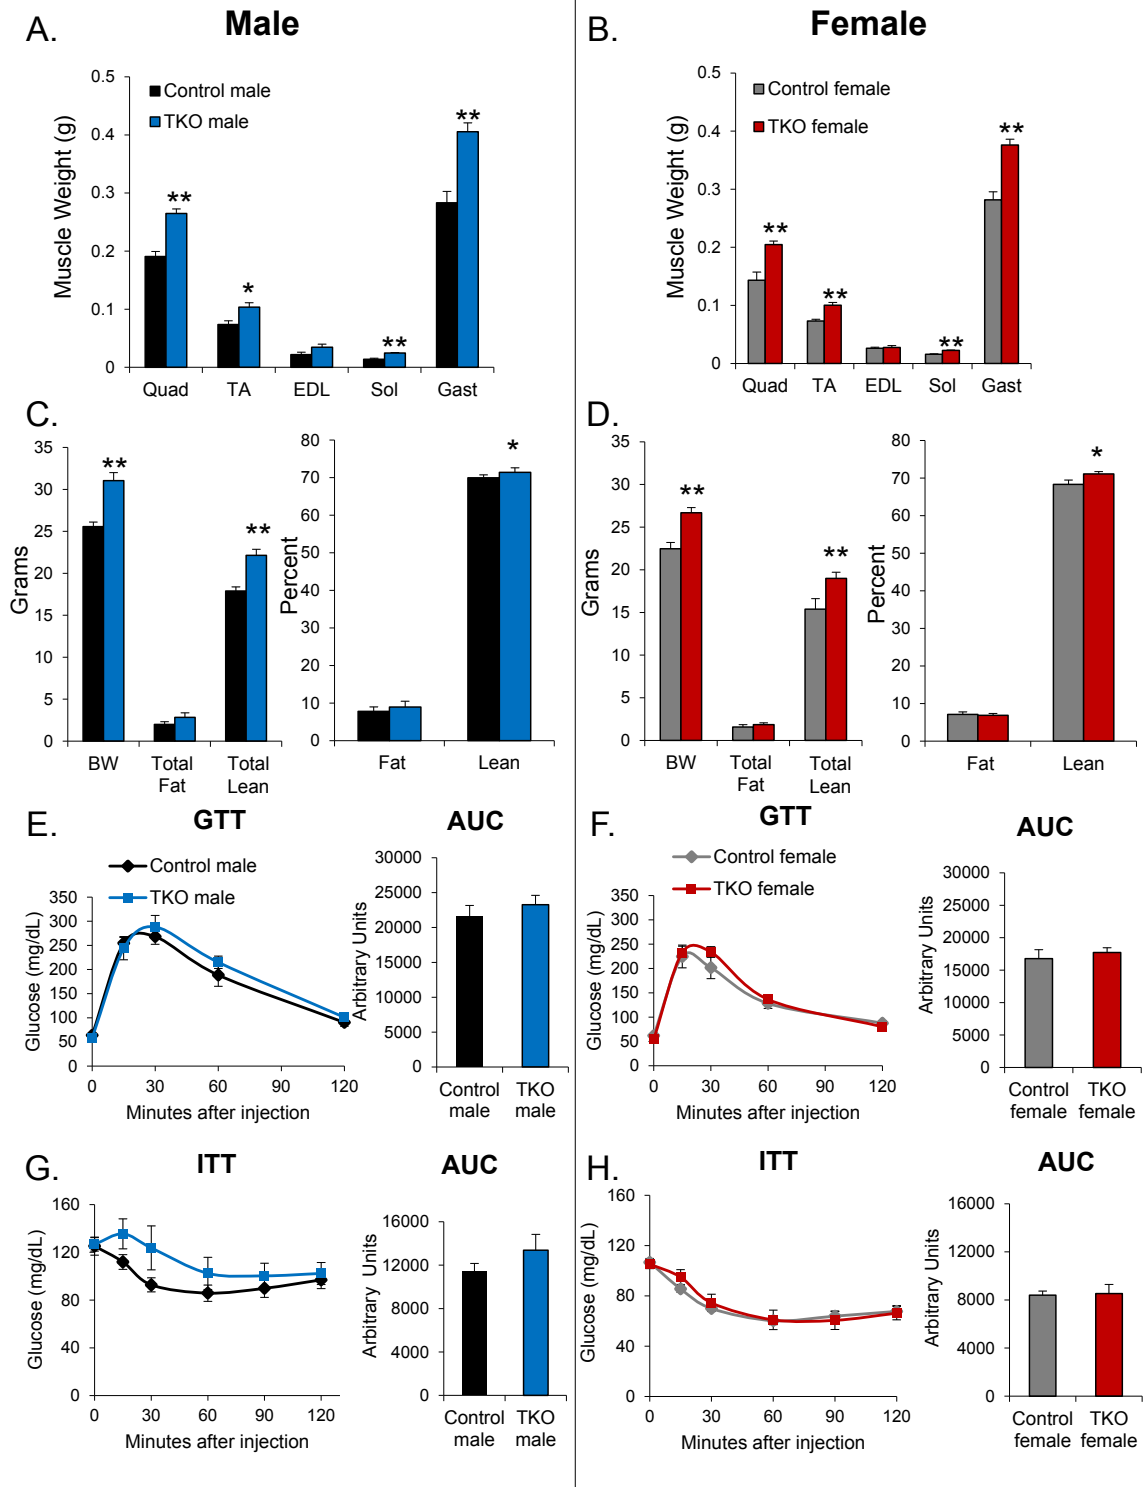 A.
Male
Control male
TKO male
Muscle Weight (g)
0.5
0.4
0.3
0.2
0.1
0
**
*
**
**
Quad TA EDL Sol Gast
B.
Female
Control female
TKO female
Muscle Weight (g)
0.5
0.4
0.3
0.2
0.1
0
**
**
**
**
Quad TA EDL Sol Gast
C.
Grams
35
30
25
20
15
10
5
0
**
**
BW Total Fat Total Lean
Percent
80
70
60
50
40
30
20
10
0
*
Fat Lean
D.
Grams
35
30
25
20
15
10
5
0
**
**
BW Total Fat Total Lean
Percent
80
70
60
50
40
30
20
10
0
*
Fat Lean
E.
GTT
Control male
TKO male
Glucose (mg/dL)
350
300
250
200
150
100
50
0
0 30 60 90 120
Minutes after injection
AUC
Arbitrary Units
30000
25000
20000
15000
10000
5000
0
Control male TKO male
F.
GTT
Control female
TKO female
Glucose (mg/dL)
350
300
250
200
150
100
50
0
0 30 60 90 120
Minutes after injection
AUC
Arbitrary Units
30000
25000
20000
15000
10000
5000
0
Control female TKO female
G.
ITT
Glucose (mg/dL)
160
120
80
40
0
0 30 60 90 120
Minutes after injection
AUC
Arbitrary Units
16000
12000
8000
4000
0
Control male TKO male
H.
ITT
Glucose (mg/dL)
160
120
80
40
0
0 30 60 90 120
Minutes after injection
AUC
Arbitrary Units
16000
12000
8000
4000
0
Control female TKO female